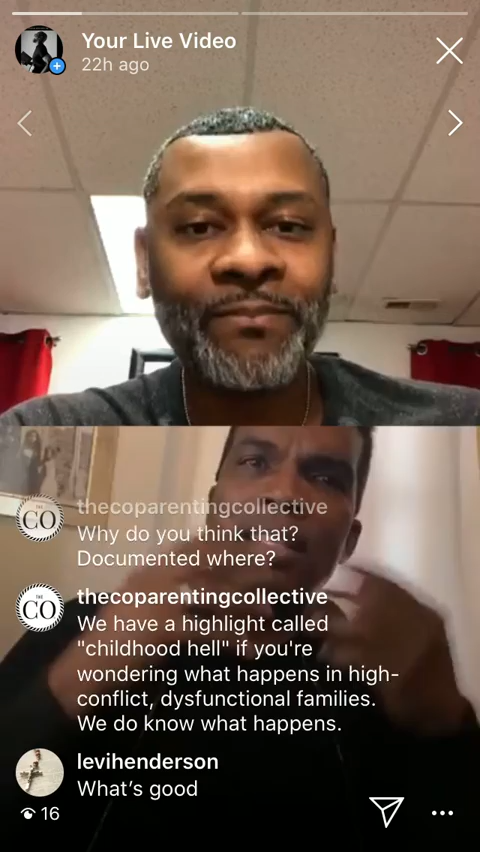 Your Live Video
22h ago
thecoparentingcollective
THE
CO
Why do you think that?
Documented where?
thecoparentingcollective
THE
CO
We have a highlight called
"childhood hell" if you're
wondering what happens in high-
conflict, dysfunctional families.
We do know what happens.
levihenderson
What’s good
16